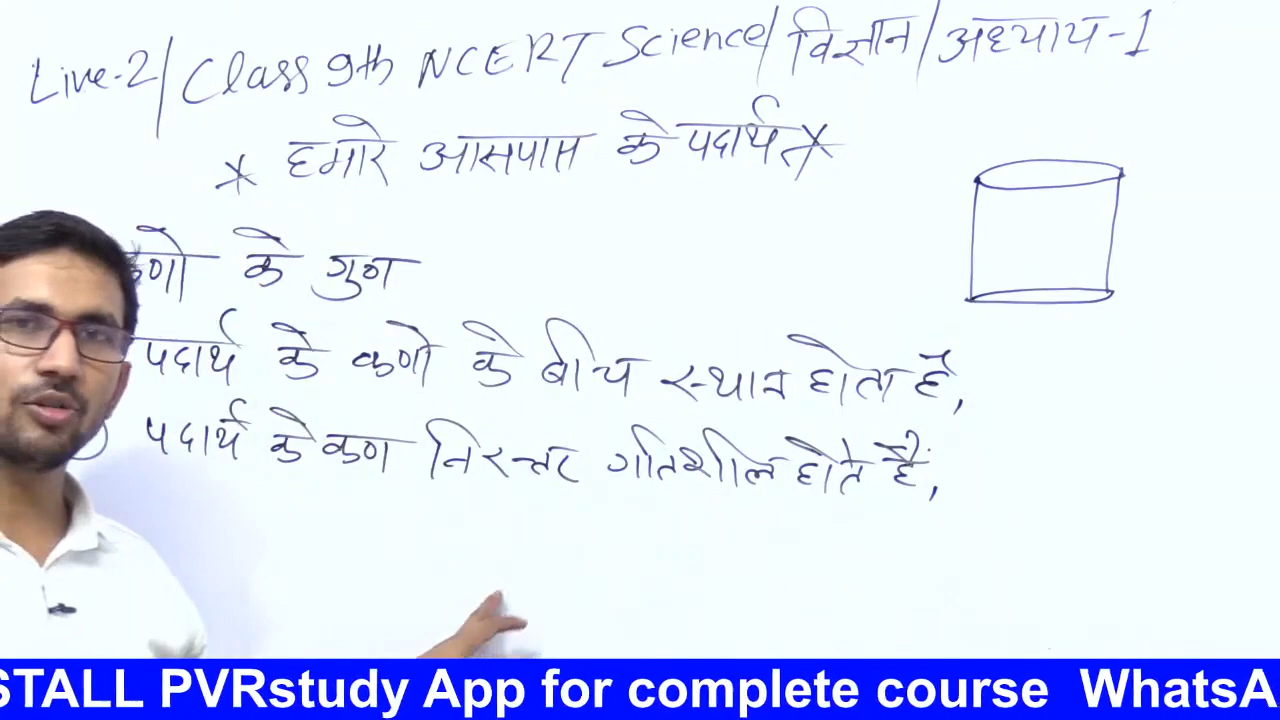 Live-2/Class 9th NCERT Science/विज्ञान/अध्याय-1
* हमारे आसपास के पदार्थ *
कणो के गुण
पदार्थ के कणो के बीच स्थान होता है,
पदार्थ के कण निरन्तर गतिशील होते हैं,
STALL PVRstudy App for complete course WhatsA